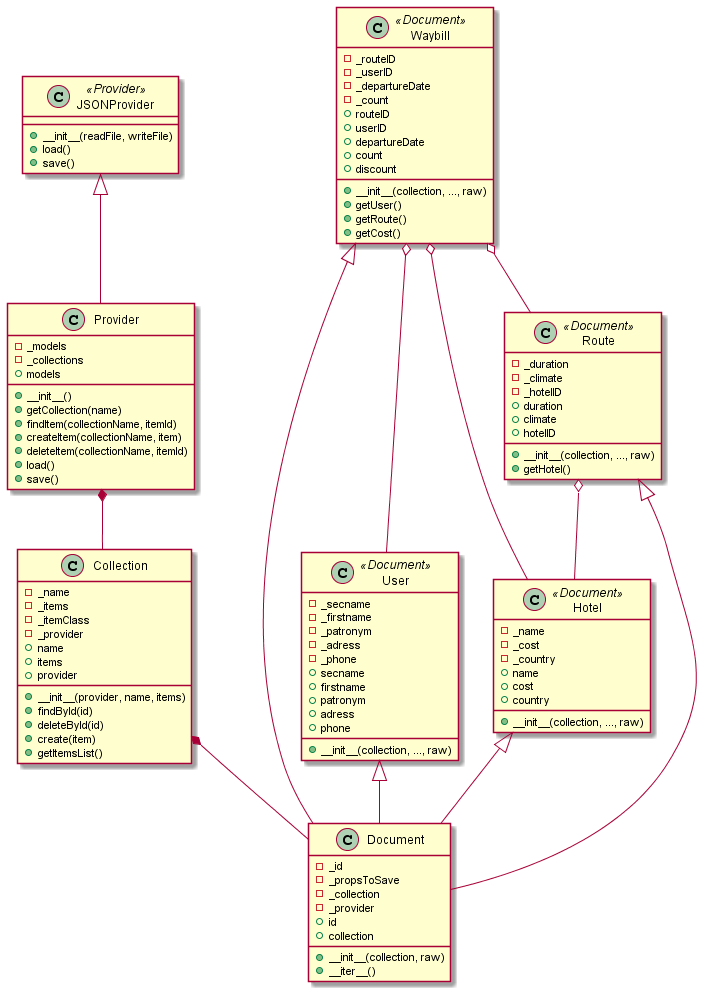 C
«Document»
Waybill
_routeID
_userID
_departureDate
_count
routeID
userID
departureDate
count
discount
__init__(collection, ..., raw)
getUser()
getRoute()
getCost()
C
«Provider»
JSONProvider
__init__(readFile, writeFile)
load()
save()
C Provider
_models
_collections
models
__init__()
getCollection(name)
findItem(collectionName, itemId)
createItem(collectionName, item)
deleteItem(collectionName, itemId)
load()
save()
C
«Document»
Route
_duration
_climate
_hotelID
duration
climate
hotelID
__init__(collection, ..., raw)
getHotel()
C Collection
_name
_items
_itemClass
_provider
name
items
provider
__init__(provider, name, items)
findById(id)
deleteById(id)
create(item)
getItemsList()
C
«Document»
User
_secname
_firstname
_patronym
_adress
_phone
secname
firstname
patronym
adress
phone
__init__(collection, ..., raw)
C
«Document»
Hotel
_name
_cost
_country
name
cost
country
__init__(collection, ..., raw)
C Document
_id
_propsToSave
_collection
_provider
id
collection
__init__(collection, raw)
__iter__()